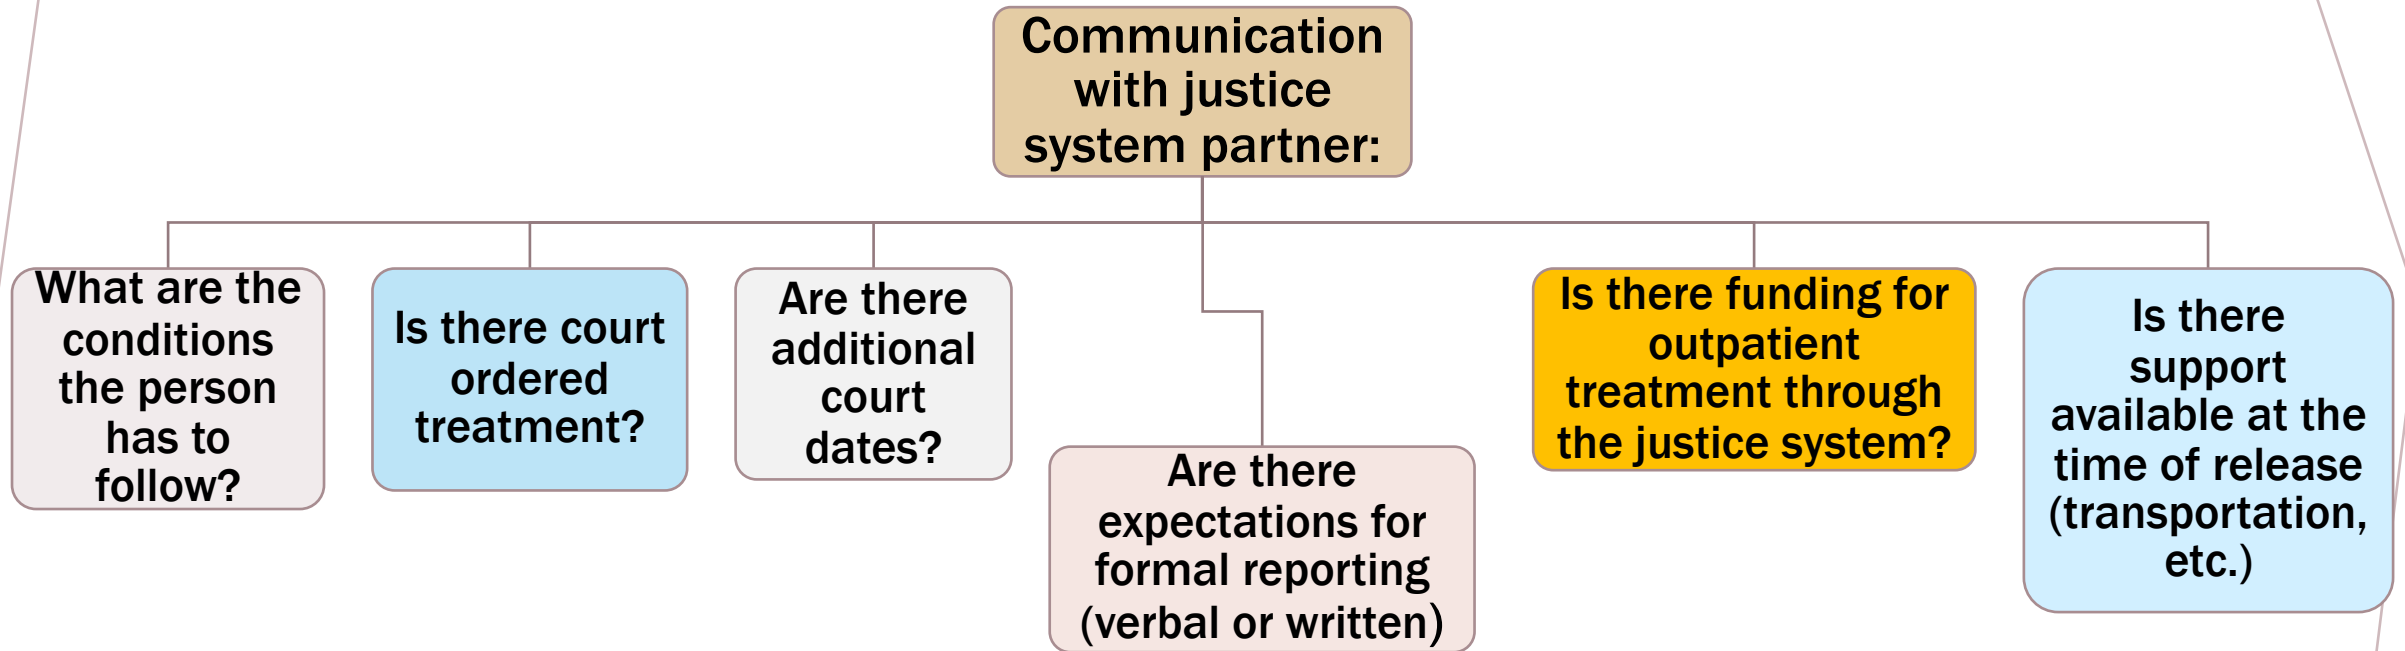 Communication
with justice
system partner:
What are the
conditions
the person
has to
follow?
Is there court
ordered
treatment?
Are there
additional
court
dates?
Are there
expectations for
formal reporting
(verbal or written)
Is there funding for
outpatient
treatment through
the justice system?
Is there
support
available at the
time of release
(transportation,
etc.)